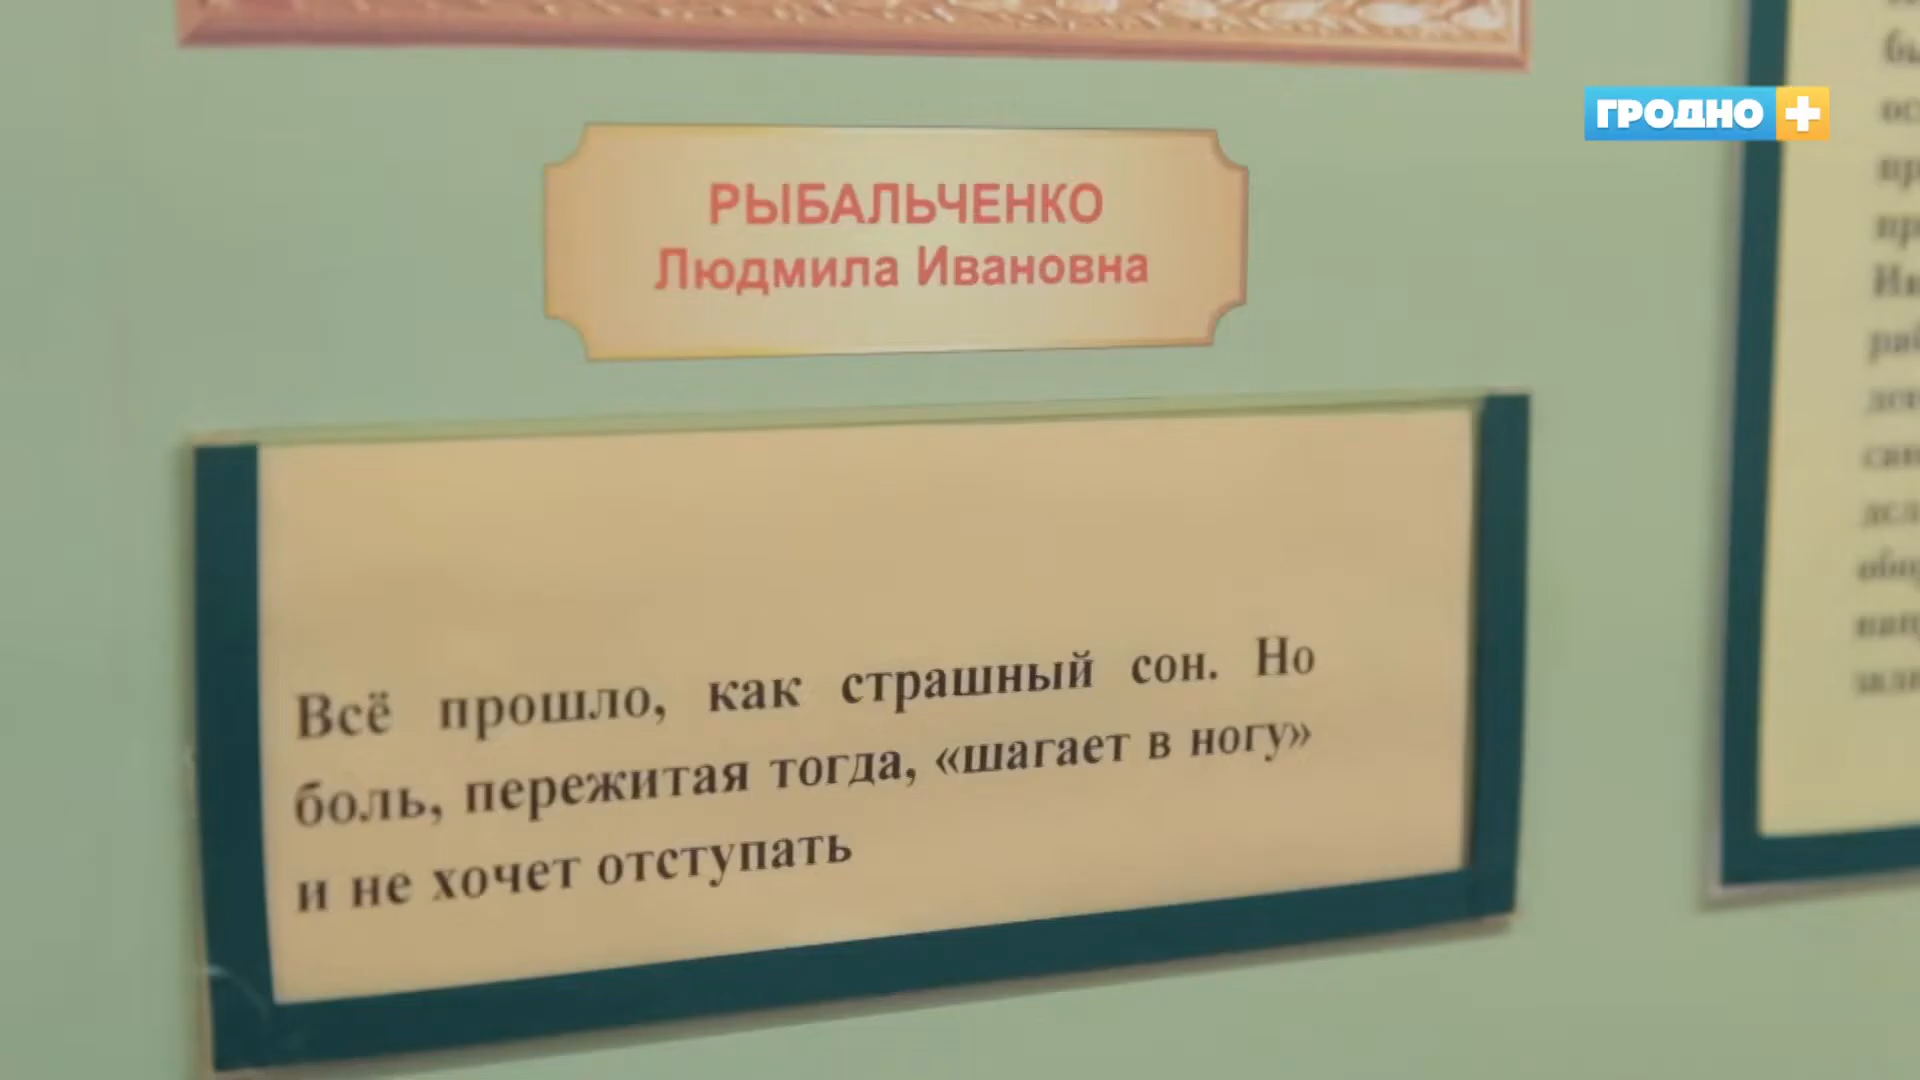 ГРОДНО +
РЫБАЛЬЧЕНКО
Людмила Ивановна
Всё прошло, как страшный сон. Но
боль, пережитая тогда, «шагает в ногу»
и не хочет отступать